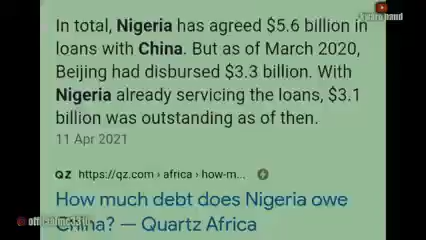 In total, Nigeria has agreed $5.6 billion in
loans with China. But as of March 2020,
Beijing had disbursed $3.3 billion. With
Nigeria already servicing the loans, $3.1
billion was outstanding as of then.
11 Apr 2021
QZ https://qz.com › africa › how-m...
How much debt does Nigeria owe
China? — Quartz Africa